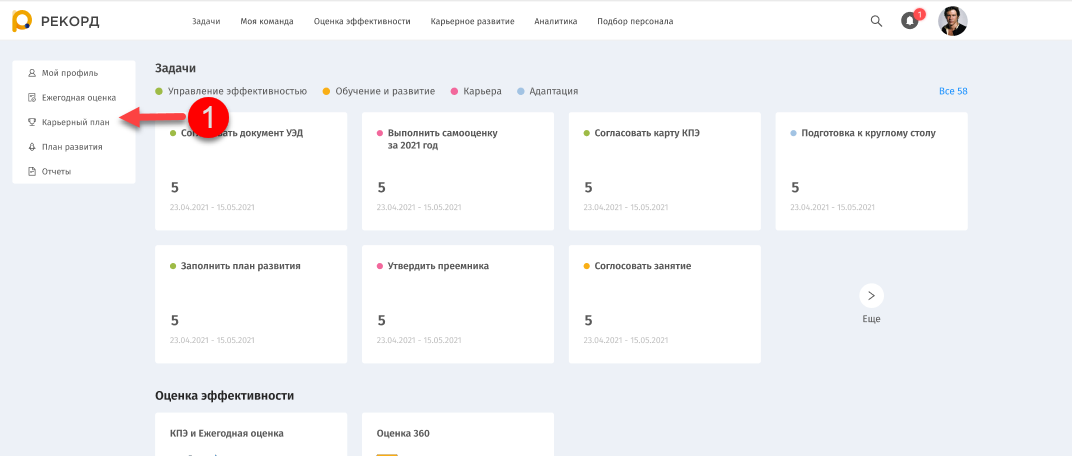 РЕКОРД
Задачи Моя команда Оценка эффективности Карьерное развитие Аналитика Подбор персонала
1
Мой профиль
Ежегодная оценка
Карьерный план
План развития
Отчеты
1
Задачи
Управление эффективностью Обучение и развитие Карьера Адаптация
Все 58
документ УЭД
5
23.04.2021 - 15.05.2021
Выполнить самооценку
за 2021 год
5
23.04.2021 - 15.05.2021
Согласовать карту КПЭ
5
23.04.2021 - 15.05.2021
Подготовка к круглому столу
5
23.04.2021 - 15.05.2021
Заполнить план развития
5
23.04.2021 - 15.05.2021
Утвердить преемника
5
23.04.2021 - 15.05.2021
Соглосовать занятие
5
23.04.2021 - 15.05.2021
Еще
Оценка эффективности
КПЭ и Ежегодная оценка
Оценка 360